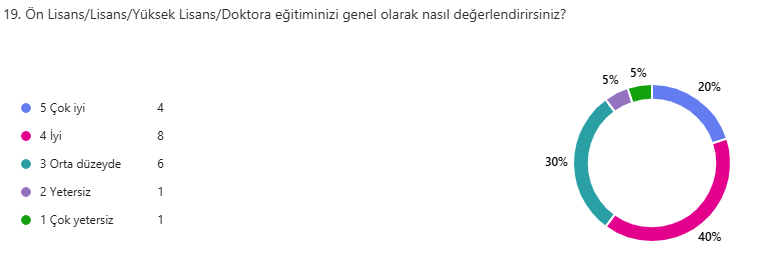 19. Ön Lisans/Lisans/Yüksek Lisans/Doktora eğitiminizi genel olarak nasıl değerlendirirsiniz?
5 Çok iyi 4
4 İyi 8
3 Orta düzeyde 6
2 Yetersiz 1
1 Çok yetersiz 1
5%
5%
20%
30%
40%